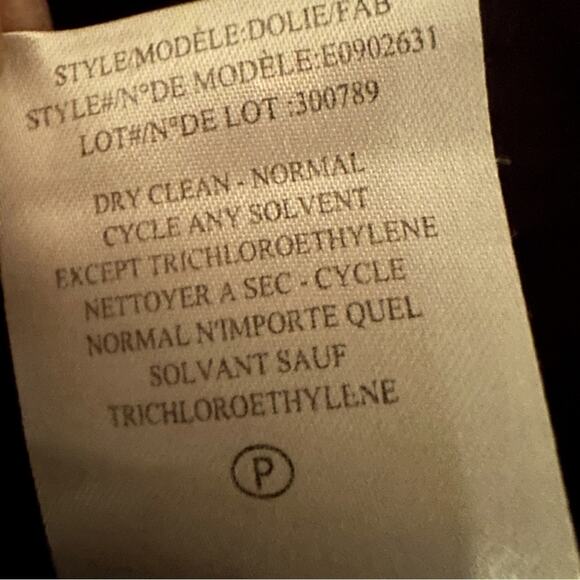 STYLE/MODÈLE:DOLIE/FAB
STYLE#/N°DE MODÈLE:E0902631
LOT#/N°DE LOT :300789
DRY CLEAN - NORMAL
CYCLE ANY SOLVENT
EXCEPT TRICHLOROETHYLENE
NETTOYER A SEC - CYCLE
NORMAL N'IMPORTE QUEL
SOLVANT SAUF
TRICHLOROETHYLENE
P